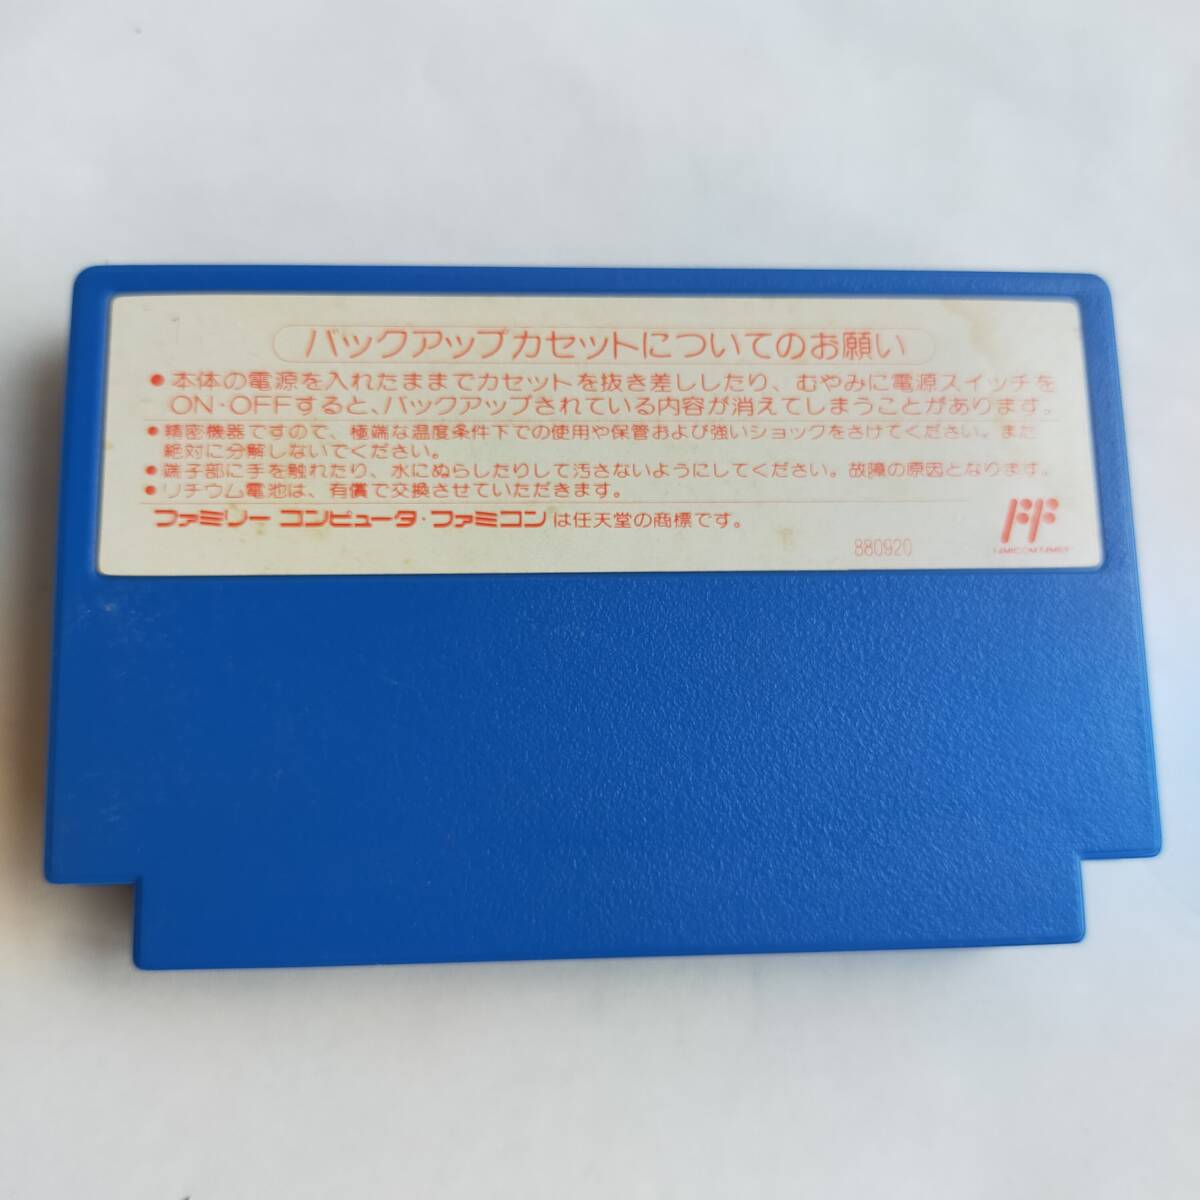 バックアップカセットについてのお願い
●本体の電源を入れたままでカセットを抜き差ししたり、むやみに電源スイッチを
ON・OFFすると、バックアップされている内容が消えてしまうことがあります。
●精密機器ですので、極端な温度条件下での使用や保管および強いショックをさけてください。また
絶対に分解しないでください。
●端子部に手を触れたり、水にぬらしたりして汚さないようにしてください。故障の原因となります。
●リチウム電池は、有償で交換させていただきます。
ファミリーコンピュータ・ファミコンは任天堂の商標です。
FF
FAMICOM FAMILY
880920